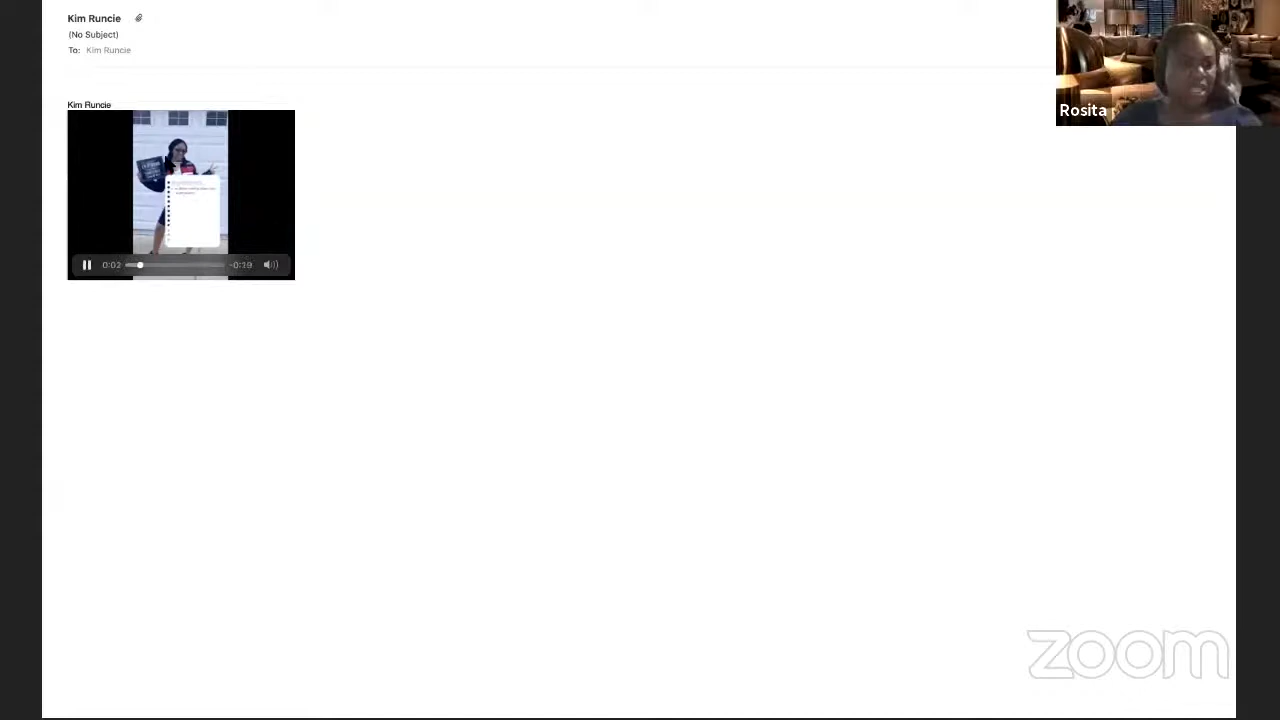 Kim Runcie
(No Subject)
To: Kim Runcie
Rosita
Kim Runcie
0:02
-0:19
zoom